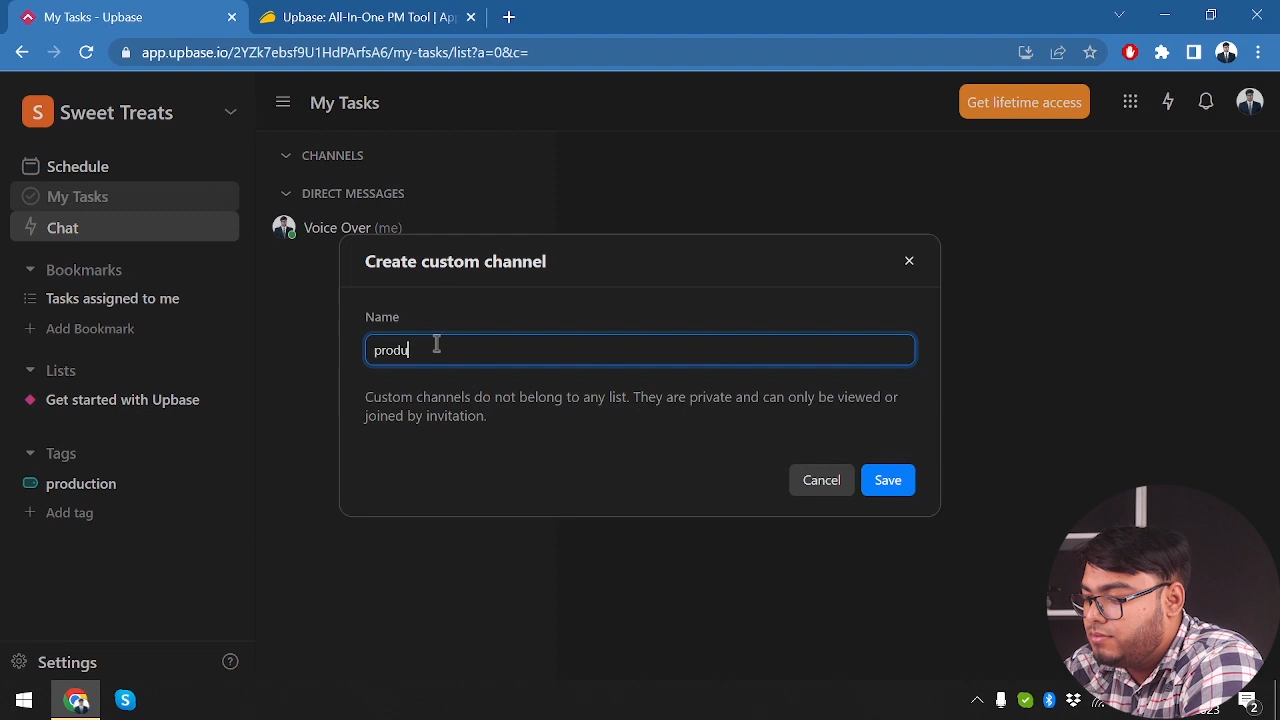 My Tasks - Upbase
Upbase: All-In-One PM Tool | App
app.upbase.io/2YZk7ebsf9U1HdPArfsA6/my-tasks/list?a=0&c=
S Sweet Treats
My Tasks
Get lifetime access
Schedule
My Tasks
Chat
Bookmarks
Tasks assigned to me
Add Bookmark
Lists
Get started with Upbase
Tags
production
Add tag
Settings
CHANNELS
DIRECT MESSAGES
Voice Over (me)
Create custom channel
Name
produ
Custom channels do not belong to any list. They are private and can only be viewed or
joined by invitation.
Cancel
Save
2